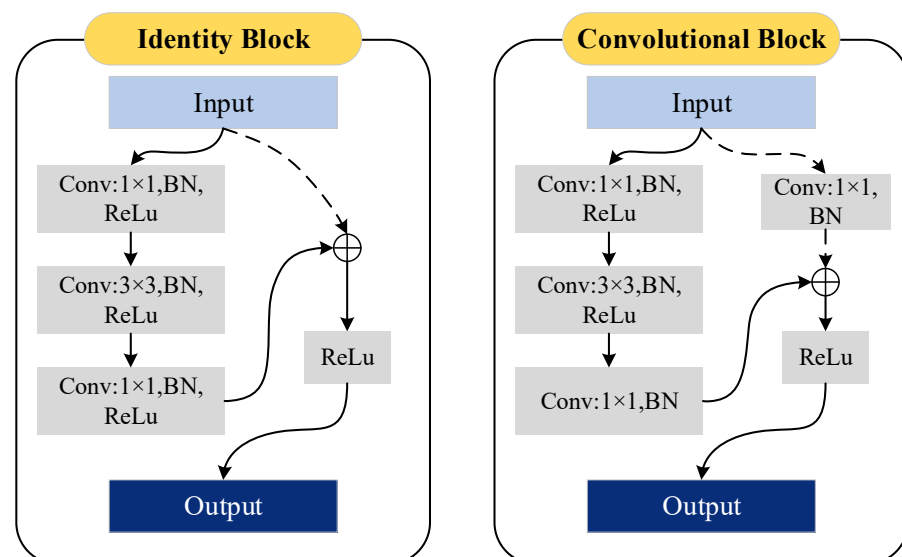 Identity Block
Input
Conv:1×1,BN,
ReLu
Conv:3×3,BN,
ReLu
Conv:1×1,BN,
ReLu
ReLu
Output
Convolutional Block
Input
Conv:1×1,BN,
ReLu
Conv:1×1,
BN
Conv:3×3,BN,
ReLu
Conv:1×1,BN
ReLu
Output